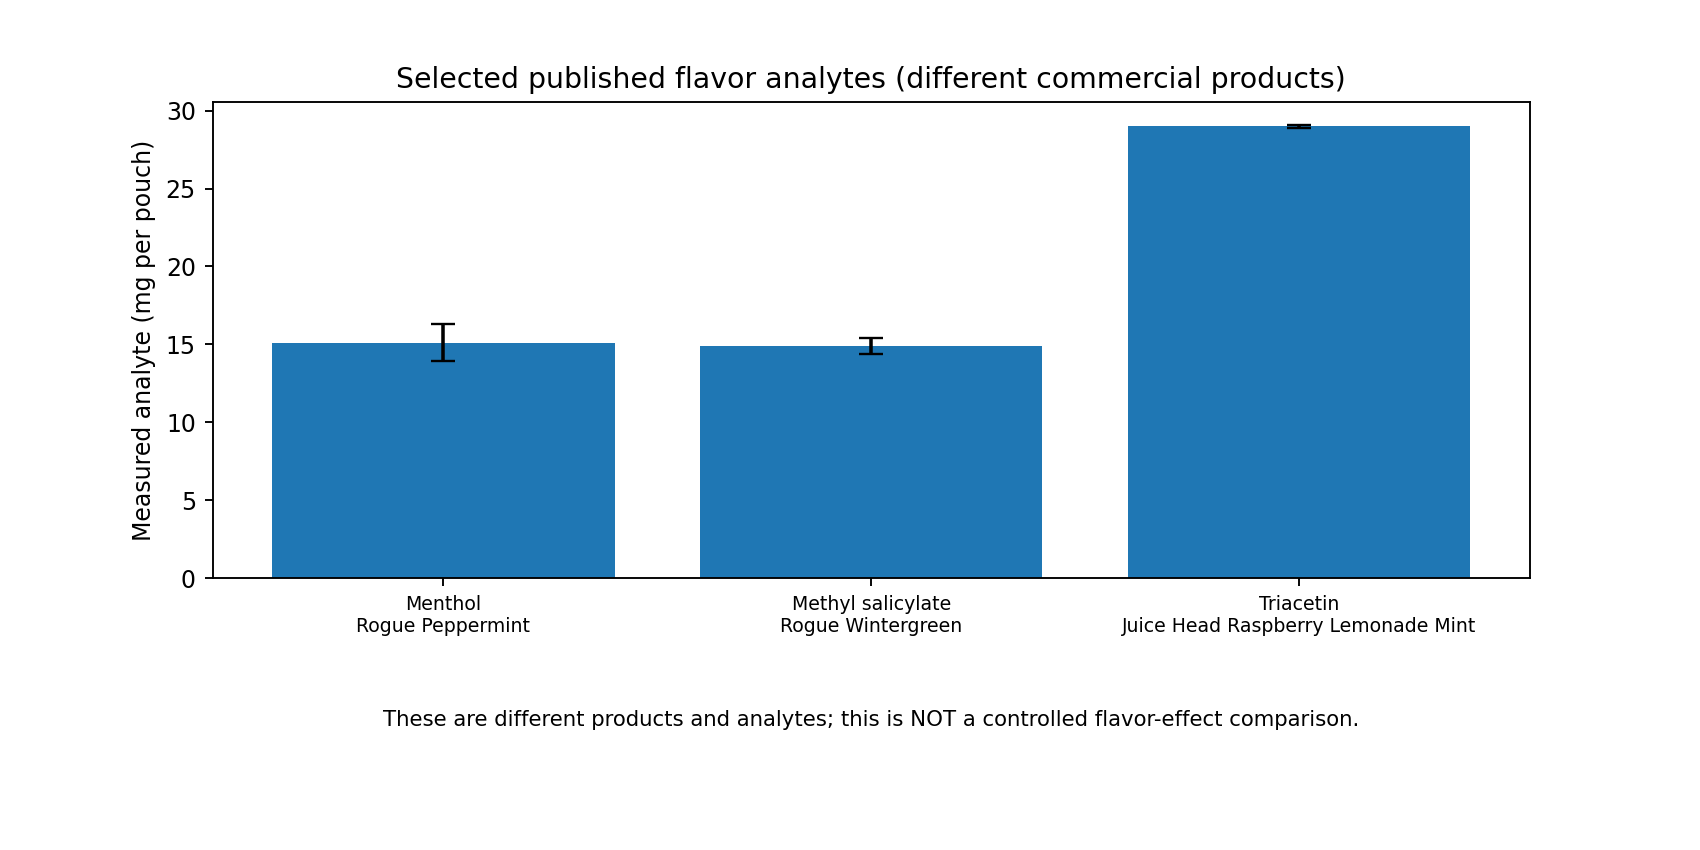 Selected published flavor analytes (different commercial products)
Measured analyte (mg per pouch)
30
25
20
15
10
5
0
Menthol
Rogue Peppermint
Methyl salicylate
Rogue Wintergreen
Triacetin
Juice Head Raspberry Lemonade Mint
These are different products and analytes; this is NOT a controlled flavor-effect comparison.